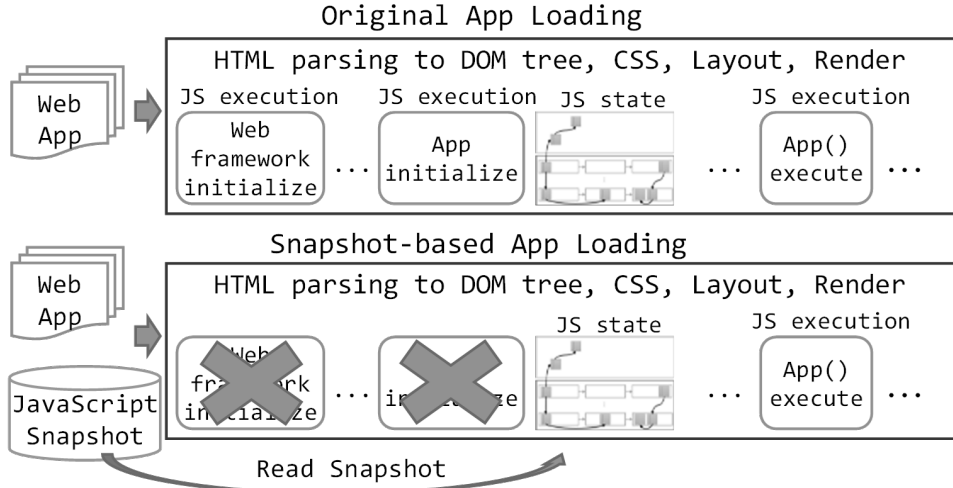 Original App Loading
HTML parsing to DOM tree, CSS, Layout, Render
Web
App
JS execution
JS execution
JS state
JS execution
Web
framework
initialize
...
App
initialize
...
App()
execute
...
Snapshot-based App Loading
HTML parsing to DOM tree, CSS, Layout, Render
Web
App
JS state
JS execution
...
...
App()
execute
...
JavaScript
Snapshot
Read Snapshot